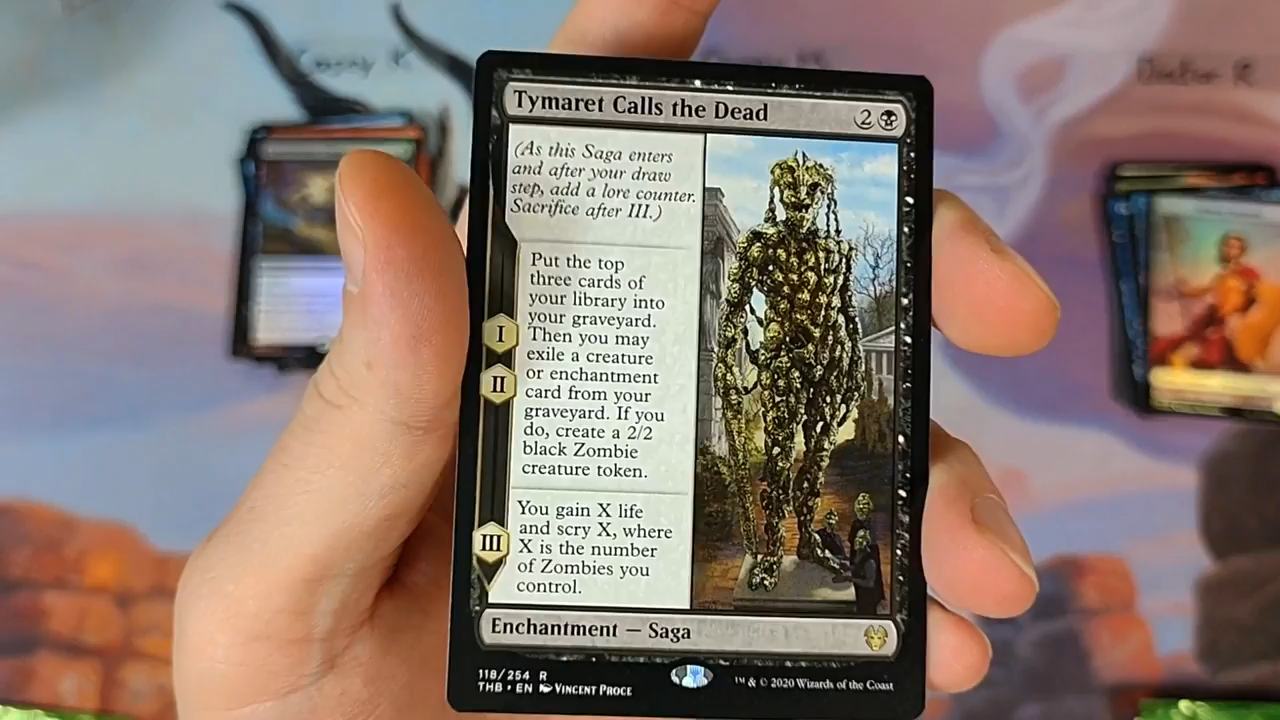 Tymaret Calls the Dead 2
(As this Saga enters
and after your draw
step, add a lore counter.
Sacrifice after III.)
Put the top
three cards of
your library into
your graveyard.
I Then you may
exile a creature
II or enchantment
card from your
graveyard. If you
do, create a 2/2
black Zombie
creature token.
You gain X life
and scry X, where
III X is the number
of Zombies you
control.
Enchantment — Saga
118/254 R
THB • EN Vincent Proce
™ & © 2020 Wizards of the Coast